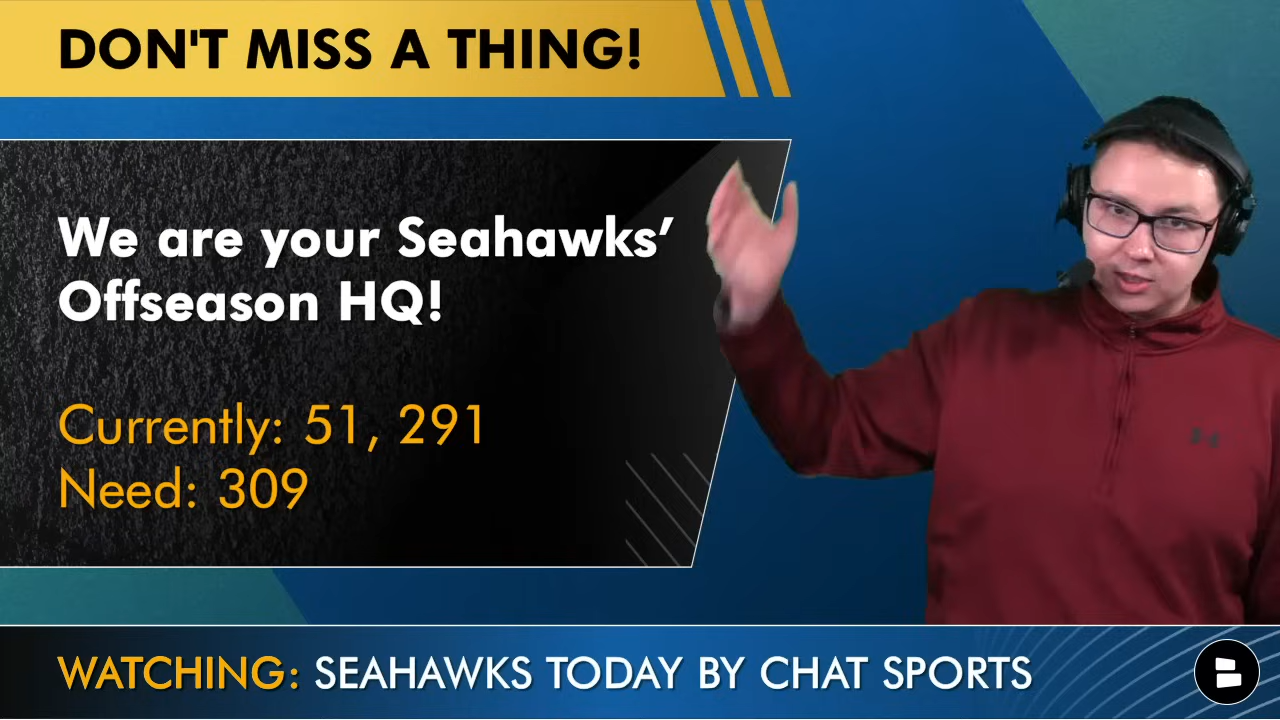 DON'T MISS A THING!
We are your Seahawks’
Offseason HQ!
Currently: 51, 291
Need: 309
WATCHING: SEAHAWKS TODAY BY CHAT SPORTS